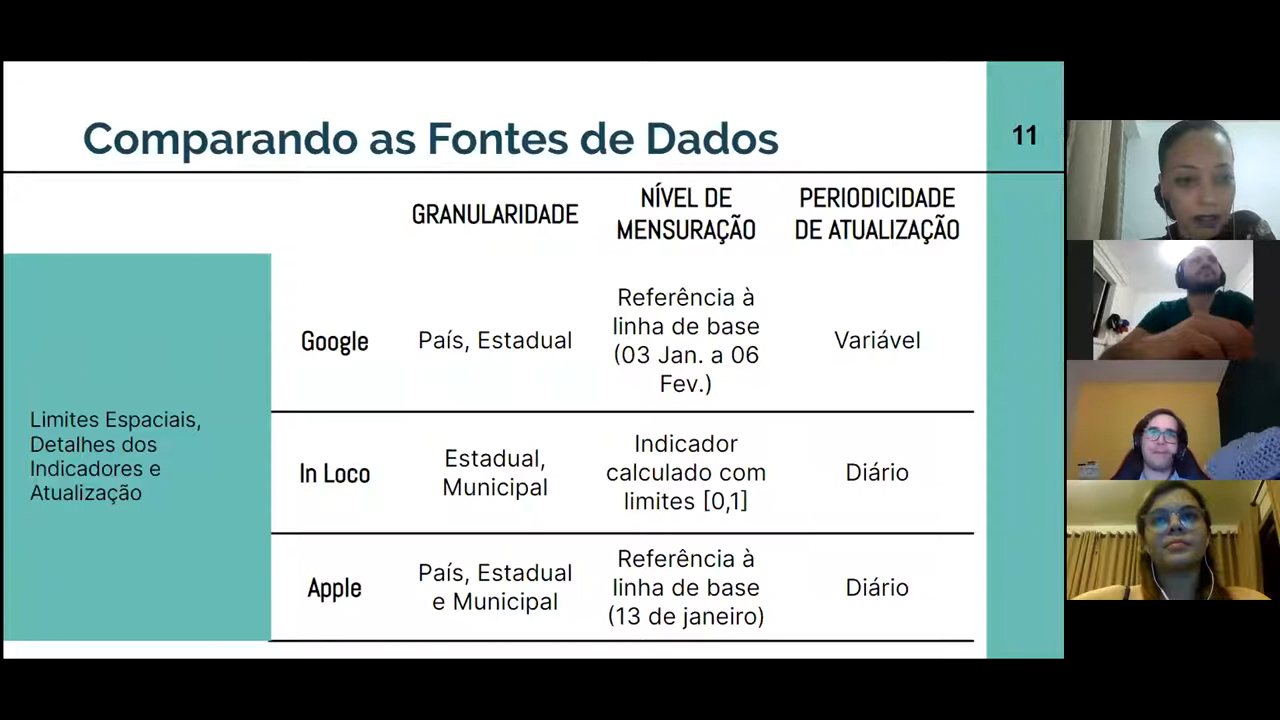 Comparando as Fontes de Dados
11
GRANULARIDADE
NÍVEL DE
MENSURAÇÃO
PERIODICIDADE
DE ATUALIZAÇÃO
Limites Espaciais,
Detalhes dos
Indicadores e
Atualização
Google
País, Estadual
Referência à
linha de base
(03 Jan. a 06
Fev.)
Variável
In Loco
Estadual,
Municipal
Indicador
calculado com
limites [0,1]
Diário
Apple
País, Estadual
e Municipal
Referência à
linha de base
(13 de janeiro)
Diário